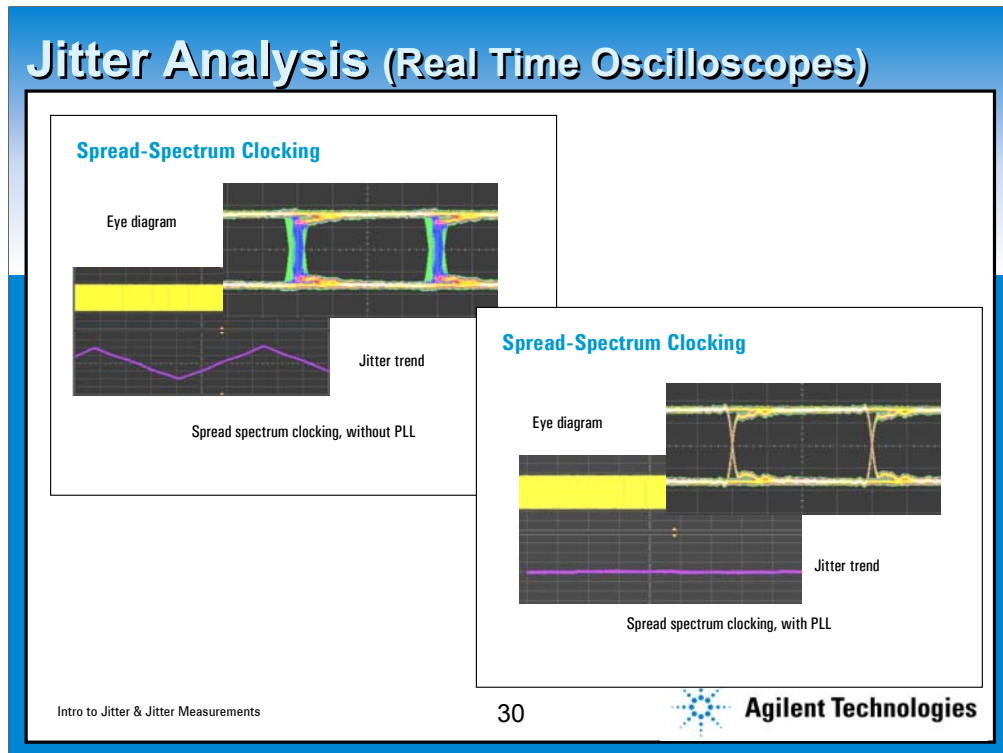 Jitter Analysis (Real Time Oscilloscopes)
Spread-Spectrum Clocking
Eye diagram
Jitter trend
Spread spectrum clocking, without PLL
Spread-Spectrum Clocking
Eye diagram
Jitter trend
Spread spectrum clocking, with PLL
Intro to Jitter & Jitter Measurements
30
Agilent Technologies